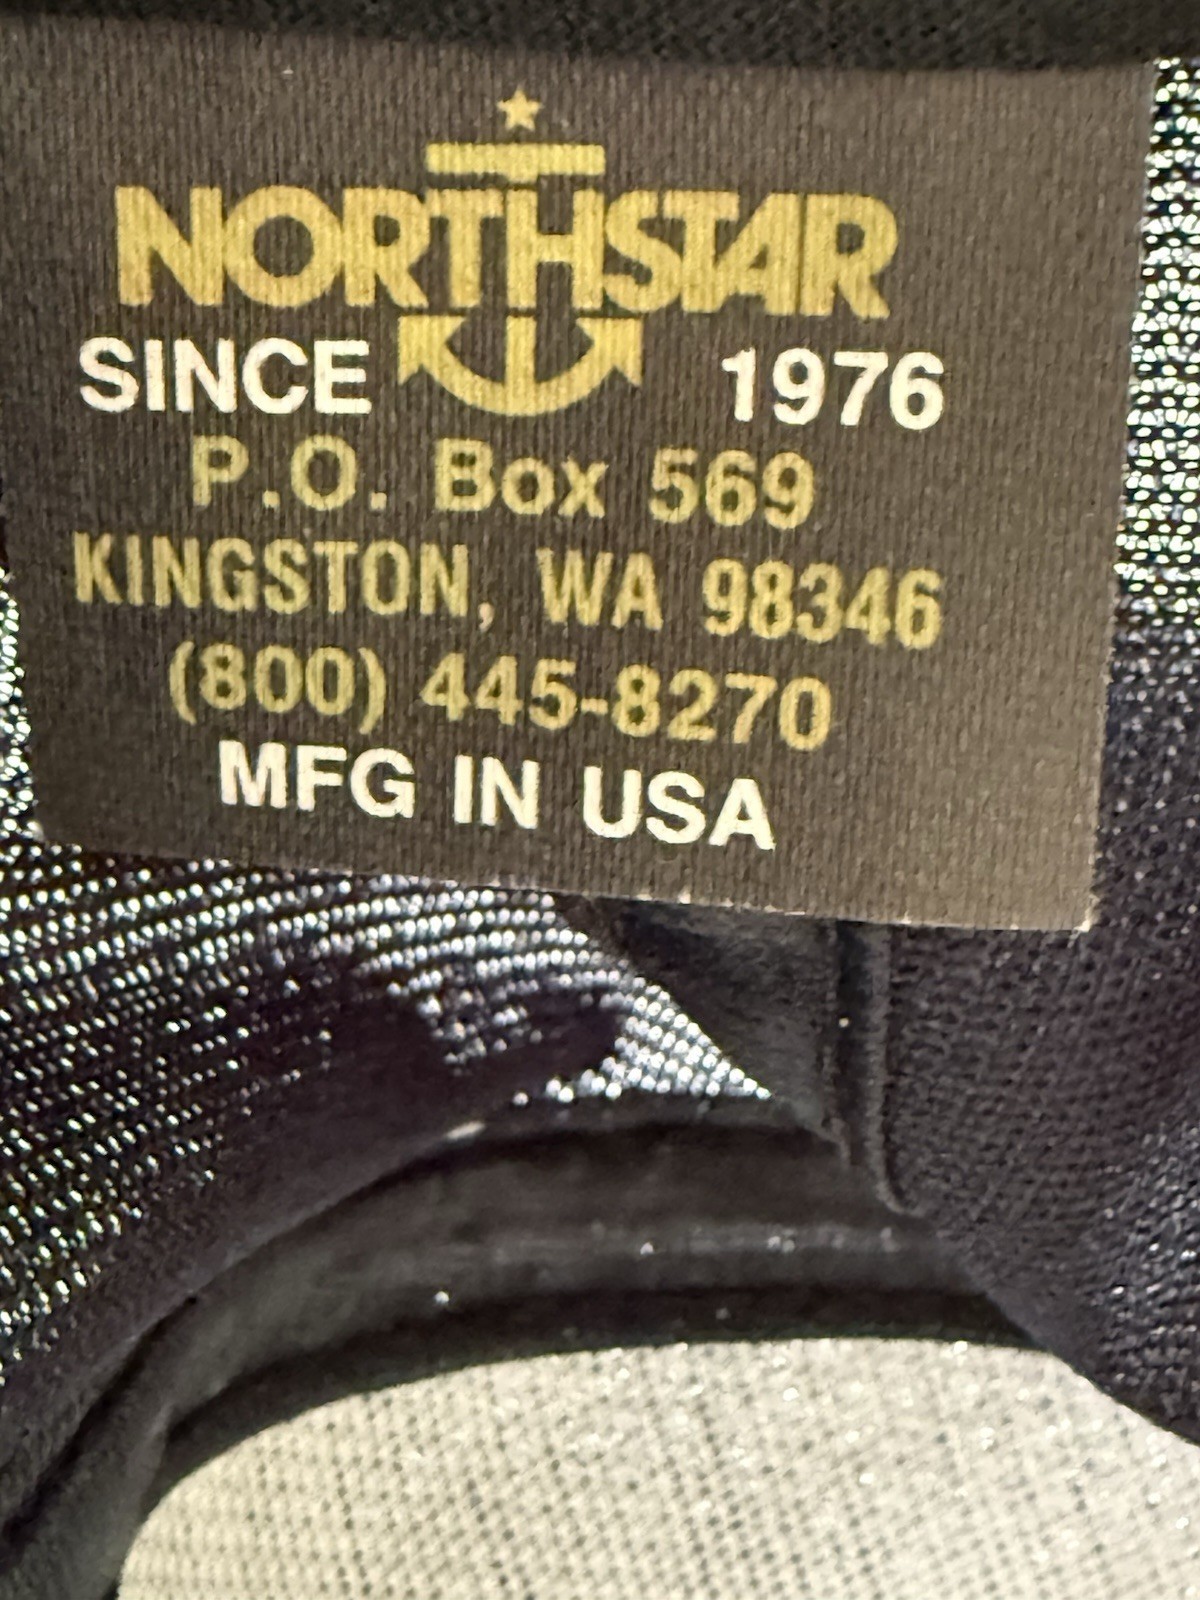 NORTHSTAR
SINCE 1976
P.O. Box 569
KINGSTON, WA 98346
(800) 445-8270
MFG IN USA